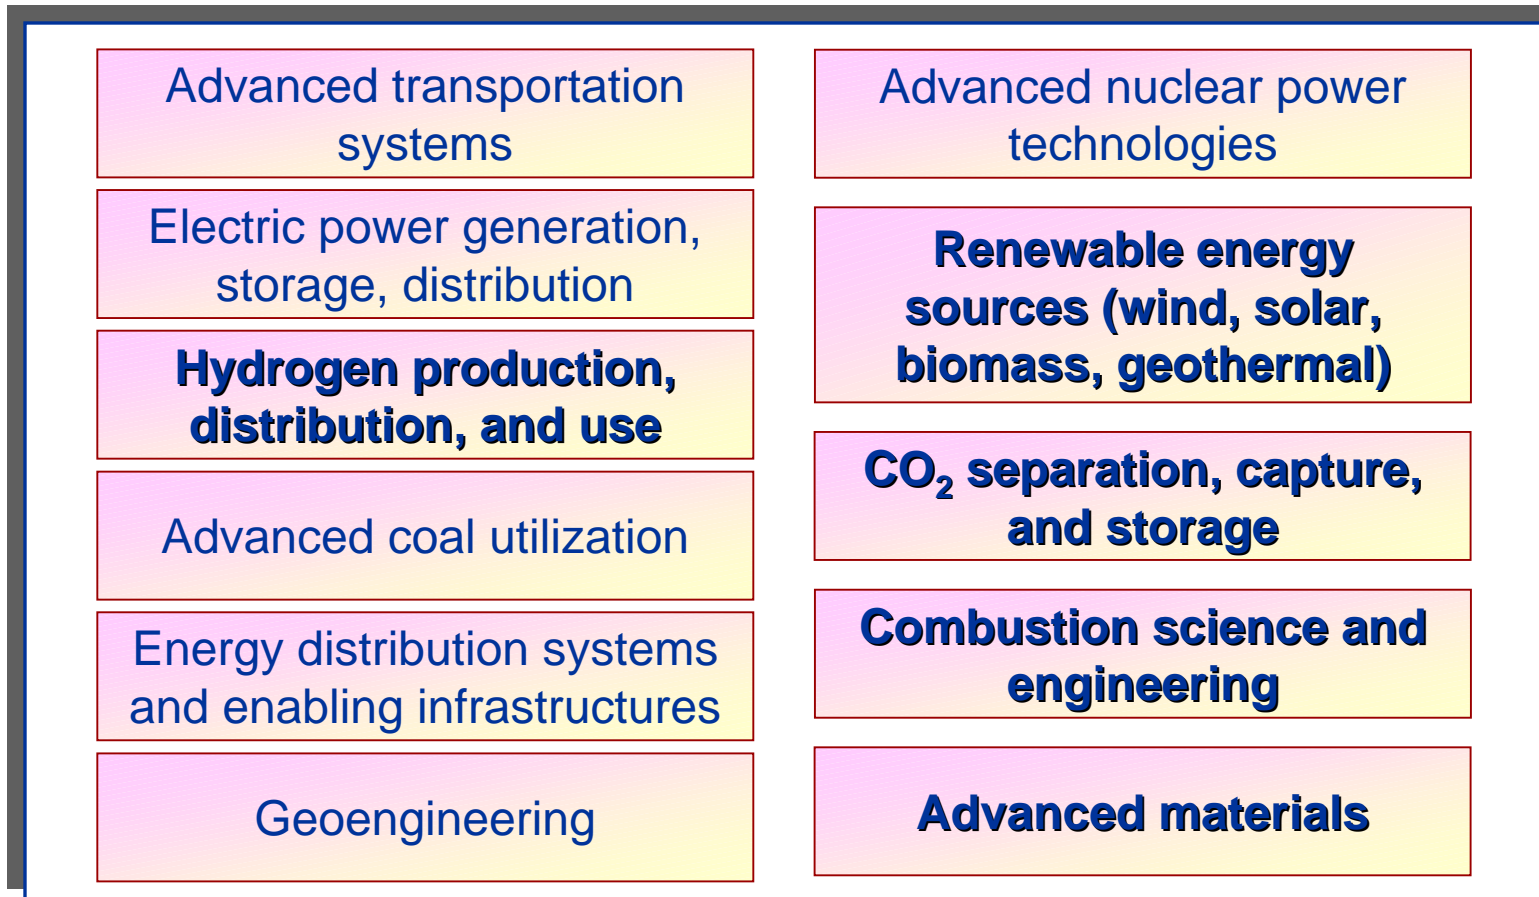 Advanced transportation
systems
Electric power generation,
storage, distribution
Hydrogen production,
distribution, and use
Advanced coal utilization
Energy distribution systems
and enabling infrastructures
Geoengineering
Advanced nuclear power
technologies
Renewable energy
sources (wind, solar,
biomass, geothermal)
CO₂ separation, capture,
and storage
Combustion science and
engineering
Advanced materials